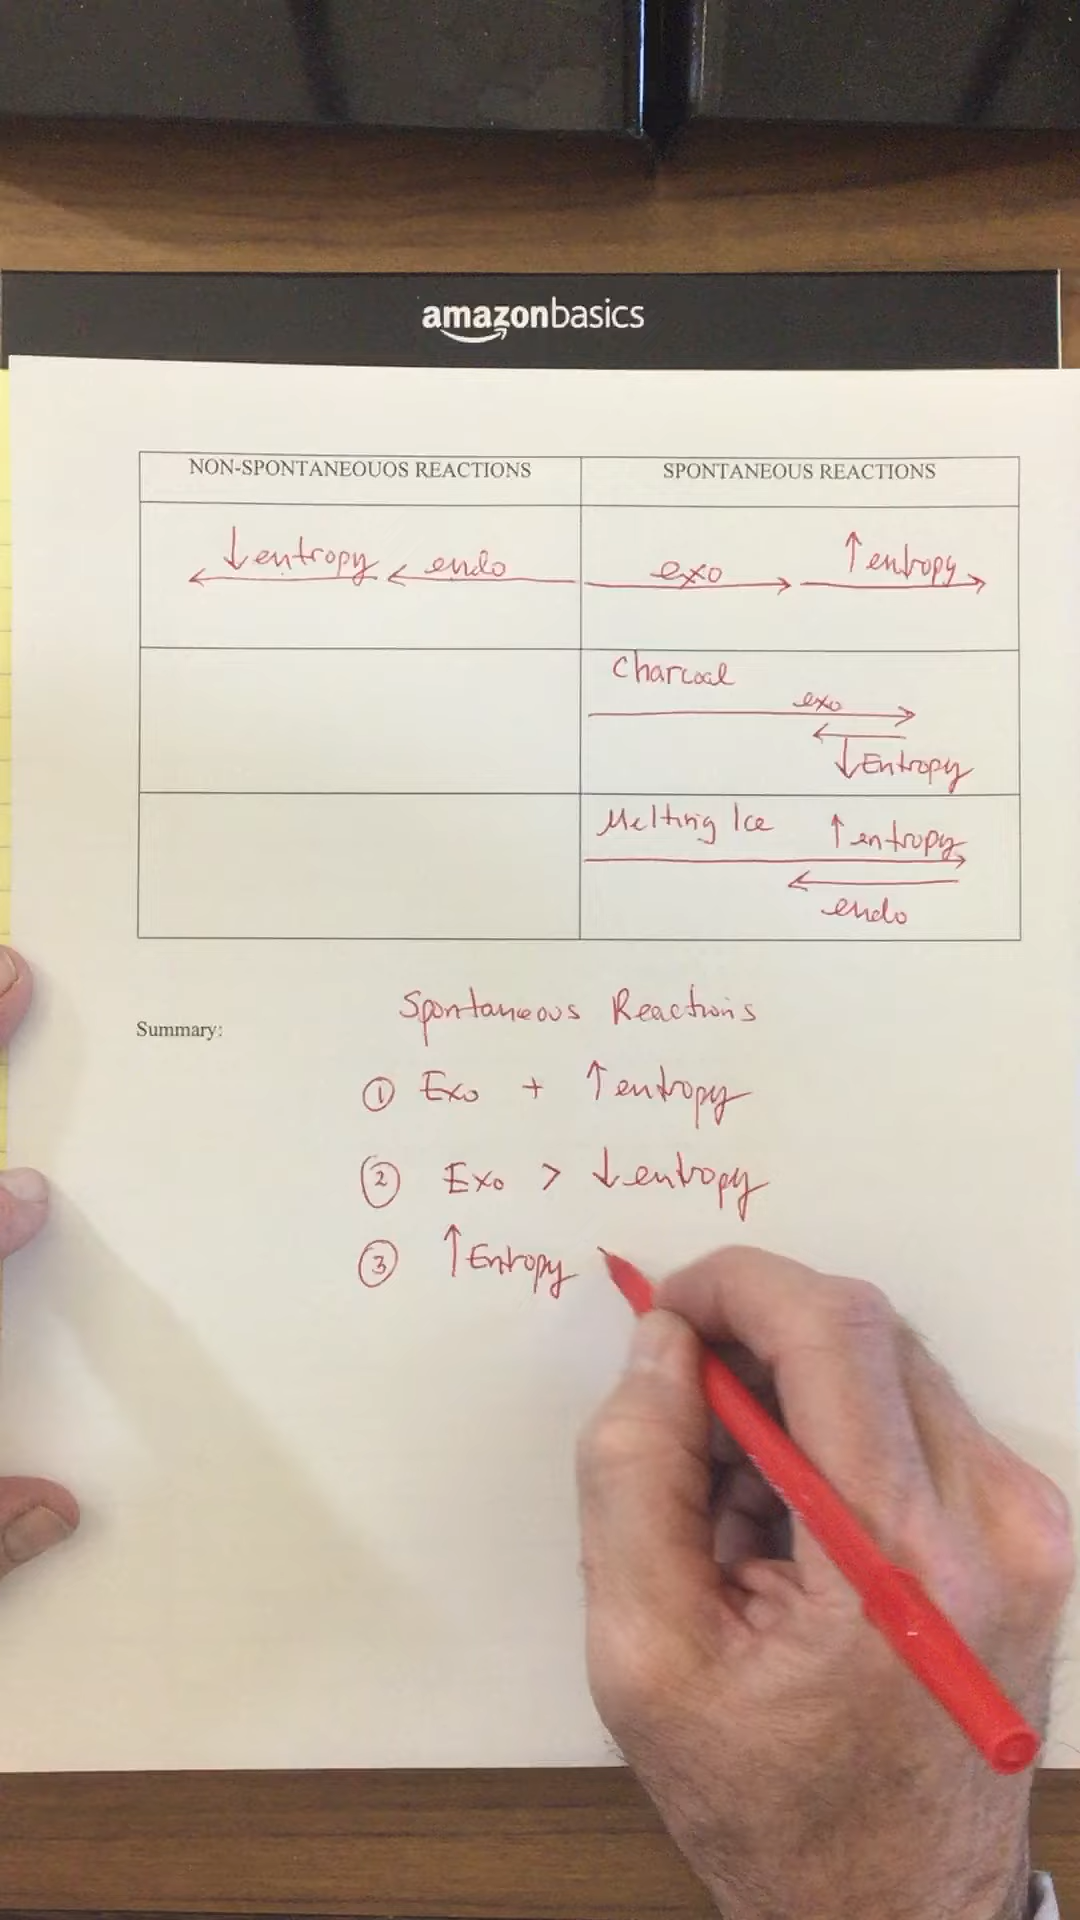 amazonbasics
NON-SPONTANEOUOS REACTIONS
SPONTANEOUS REACTIONS
↓entropy endo
exo ↑entropy
Charcoal
exo
↓Entropy
Melting Ice ↑entropy
endo
Summary:
Spontaneous Reactions
① Exo + ↑entropy
② Exo > ↓entropy
③ ↑Entropy